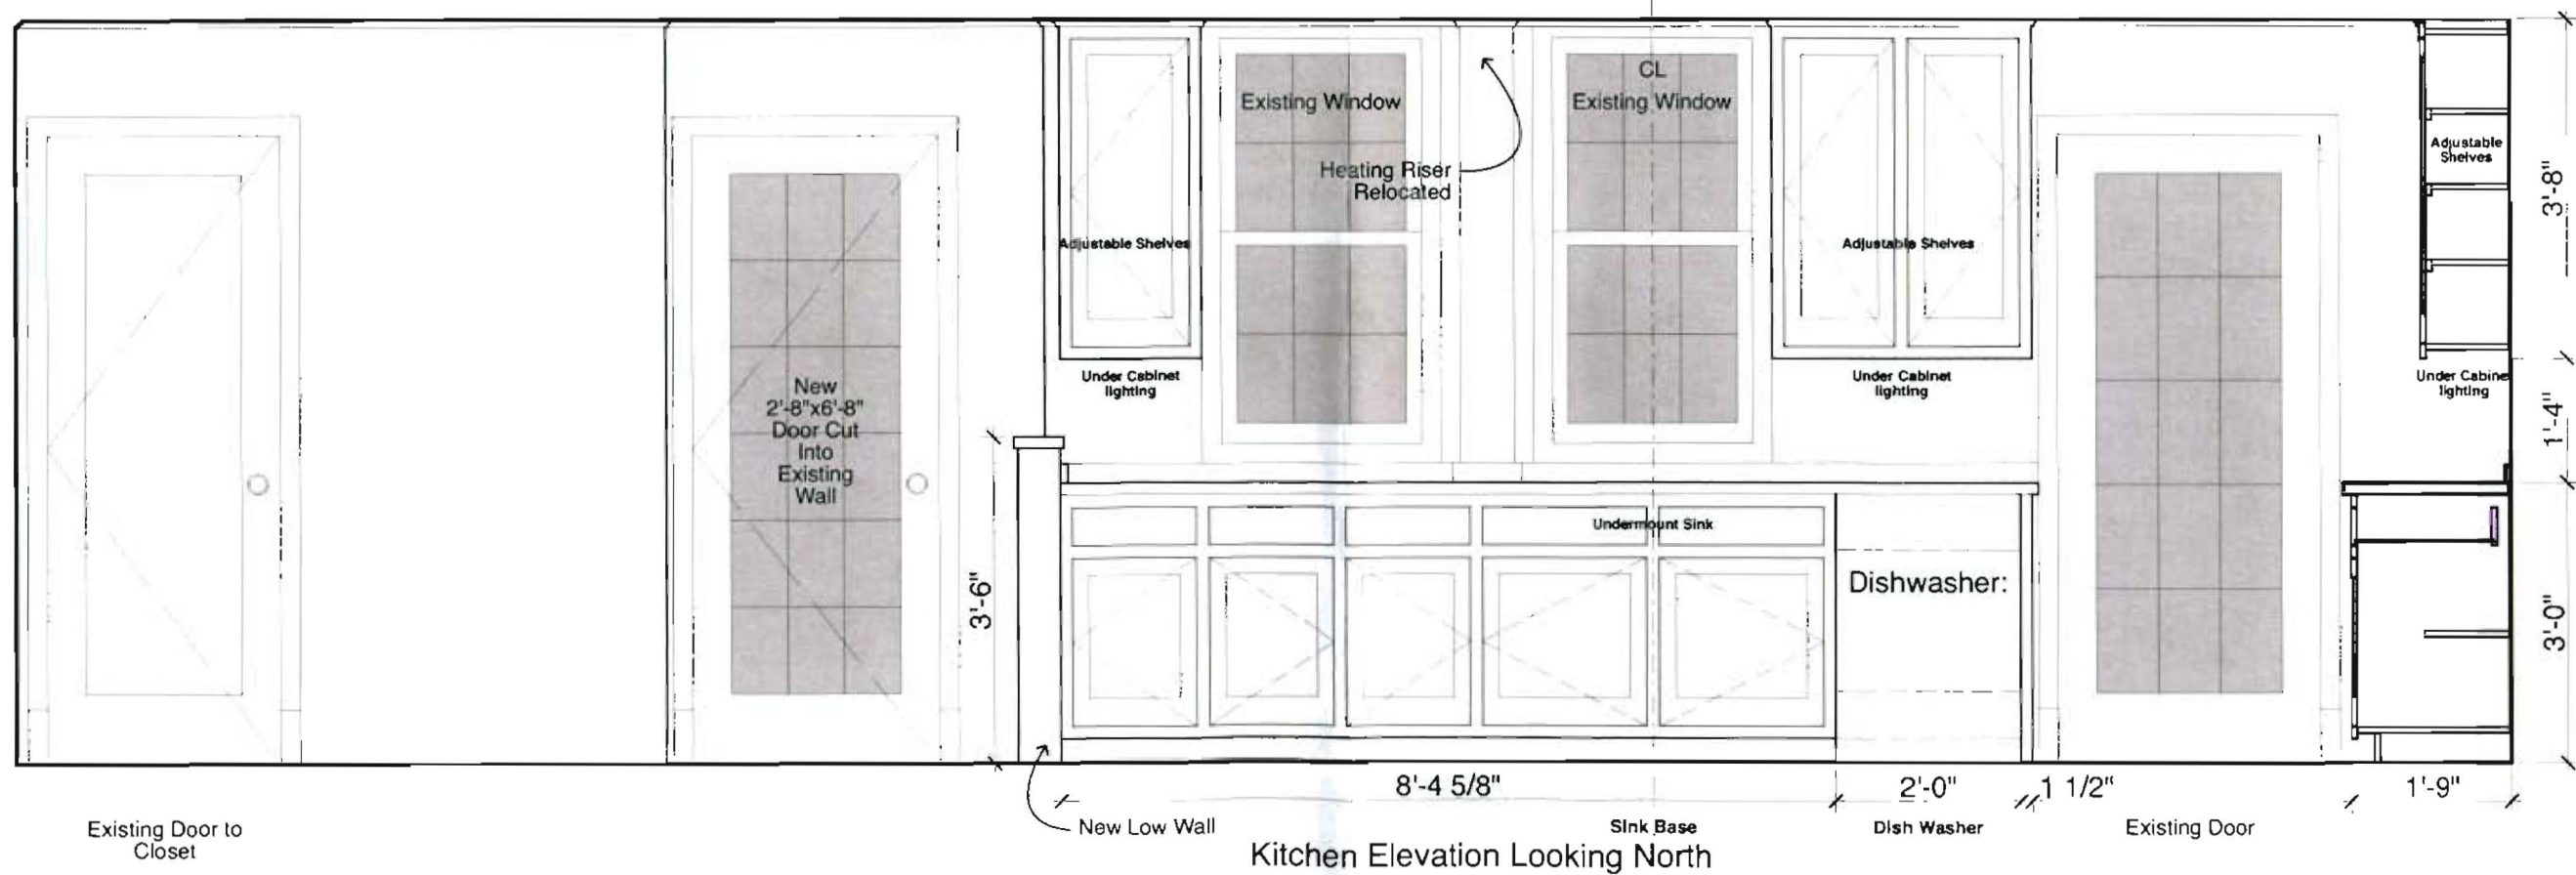 CL
Existing Window
Existing Window
Heating Riser
Relocated
Adjustable
Shelves
3'-8"
Adjustable Shelves
Adjustable Shelves
Under Cabinet
lighting
Under Cabinet
lighting
Under Cabine
lighting
1'-4"
New
2'-8"x6'-8"
Door Cut
Into
Existing
Wall
Undermount Sink
3'-6"
Dishwasher:
3'-0"
8'-4 5/8"
2'-0"
1 1/2"
1'-9"
Existing Door to
Closet
New Low Wall
Sink Base
Dish Washer
Existing Door
Kitchen Elevation Looking North